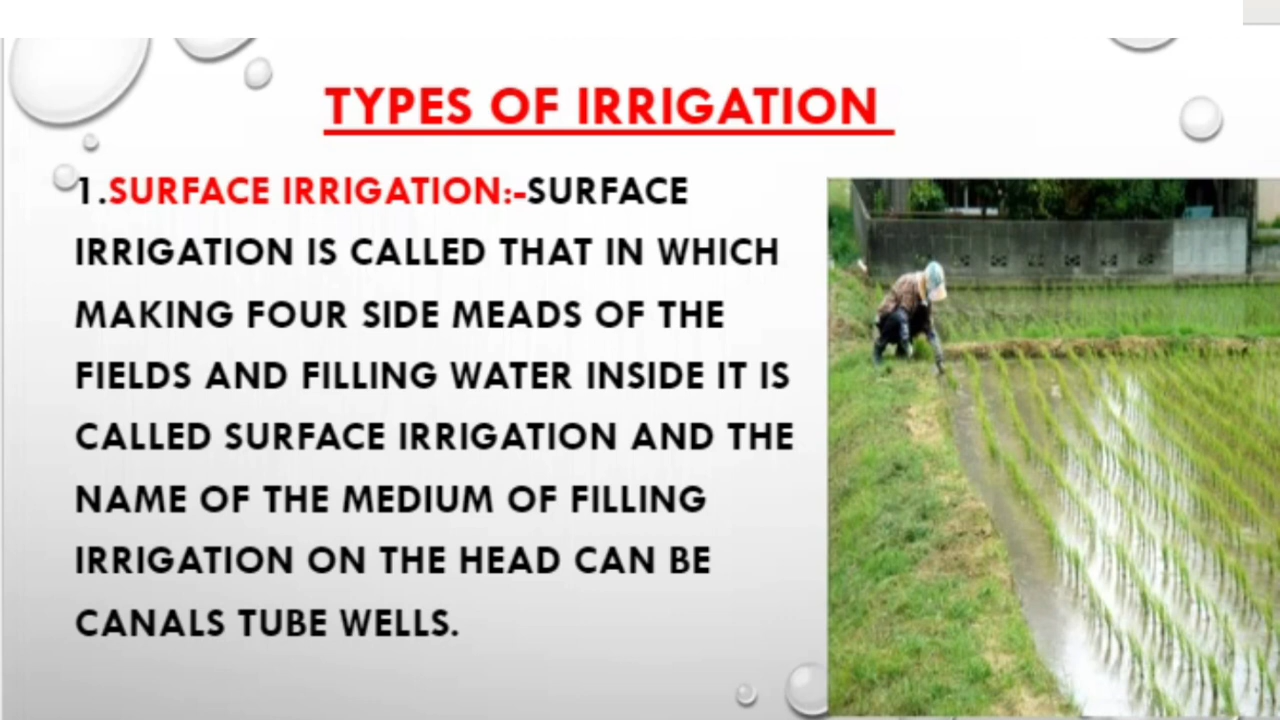 TYPES OF IRRIGATION
1.SURFACE IRRIGATION:-SURFACE
IRRIGATION IS CALLED THAT IN WHICH
MAKING FOUR SIDE MEADS OF THE
FIELDS AND FILLING WATER INSIDE IT IS
CALLED SURFACE IRRIGATION AND THE
NAME OF THE MEDIUM OF FILLING
IRRIGATION ON THE HEAD CAN BE
CANALS TUBE WELLS.